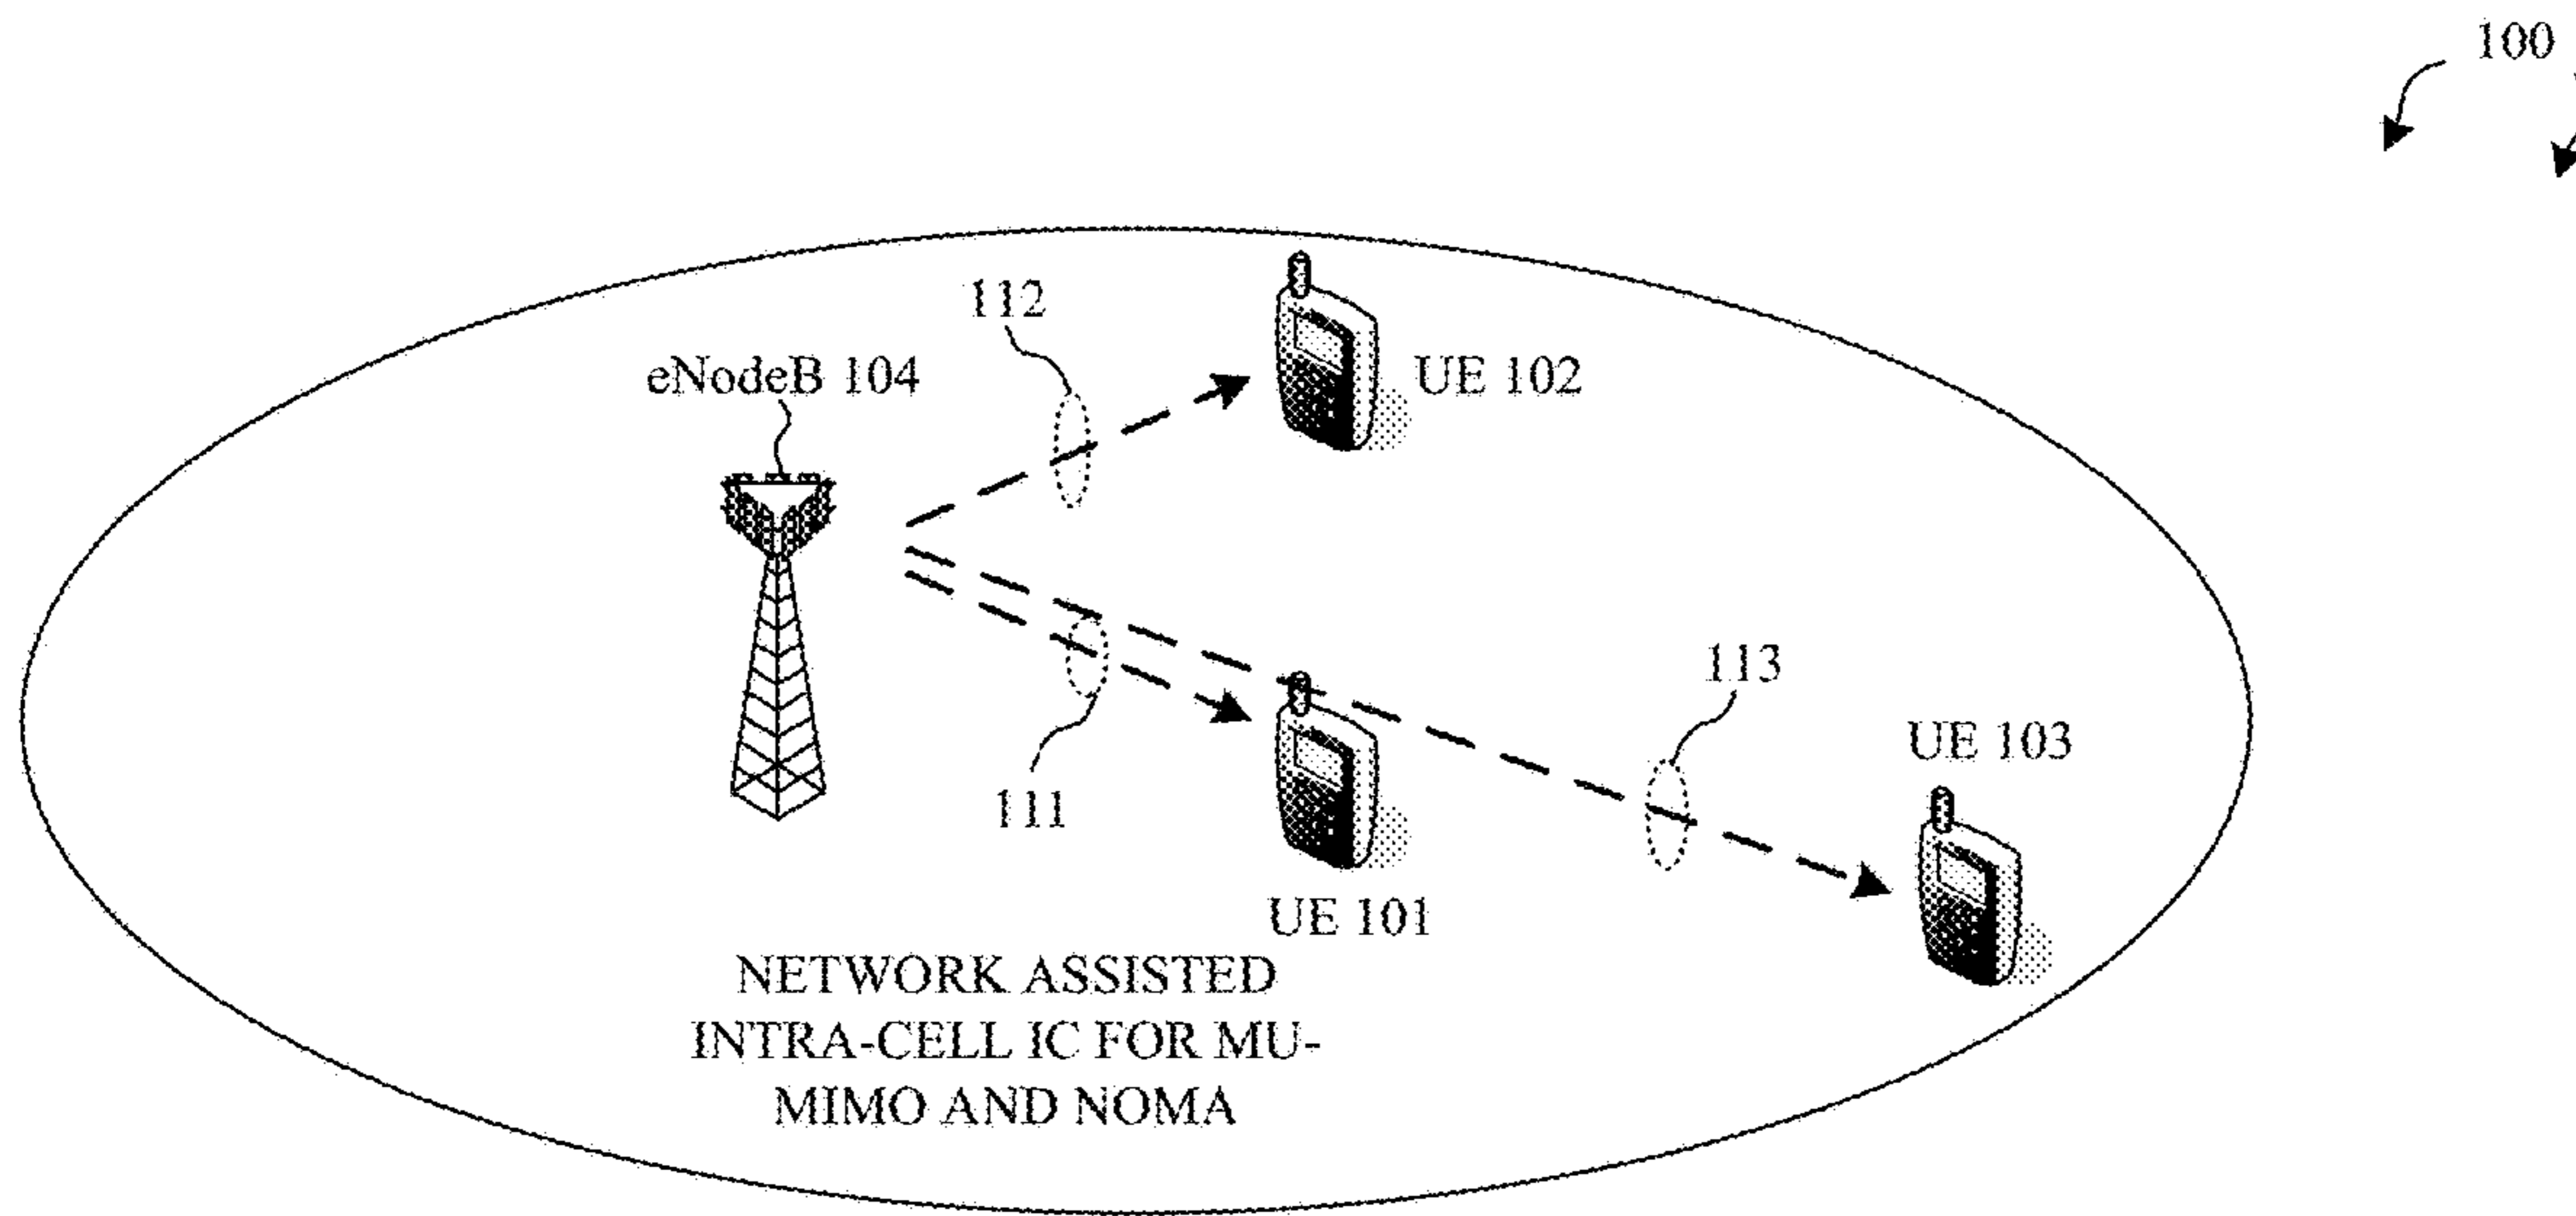 100
112
eNodeB 104
UE 102
113
UE 103
111
UE 101
NETWORK ASSISTED
INTRA-CELL IC FOR MU-
MIMO AND NOMA